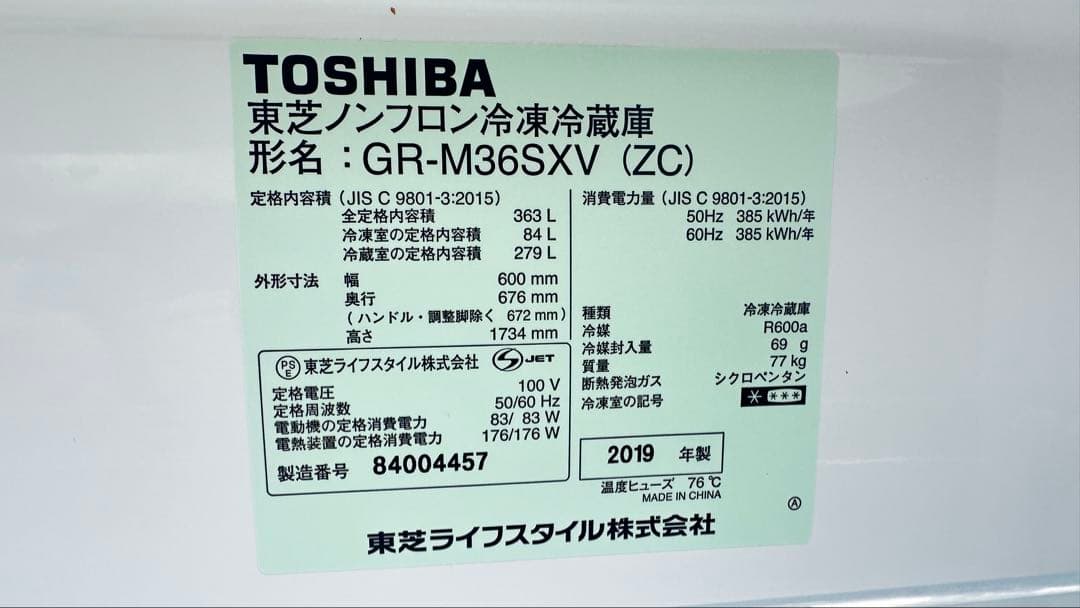 TOSHIBA
東芝ノンフロン冷凍冷蔵庫
形名：GR-M36SXV (ZC)
定格内容積（JIS C 9801-3:2015）
全定格内容積 363 L
冷凍室の定格内容積 84 L
冷蔵室の定格内容積 279 L
外形寸法 幅 600 mm
奥行 676 mm
(ハンドル・調整脚除く 672 mm)
高さ 1734 mm
PSE 東芝ライフスタイル株式会社 S JET
定格電圧 100 V
定格周波数 50/60 Hz
電動機の定格消費電力 83/ 83 W
電熱装置の定格消費電力 176/176 W
製造番号 84004457
消費電力量（JIS C 9801-3:2015）
50Hz 385 kWh/年
60Hz 385 kWh/年
種類 冷凍冷蔵庫
冷媒 R600a
冷媒封入量 69 g
質量 77 kg
断熱発泡ガス シクロペンタン
冷凍室の記号 * ***
2019 年製
温度ヒューズ 76℃
MADE IN CHINA
Ⓐ
東芝ライフスタイル株式会社